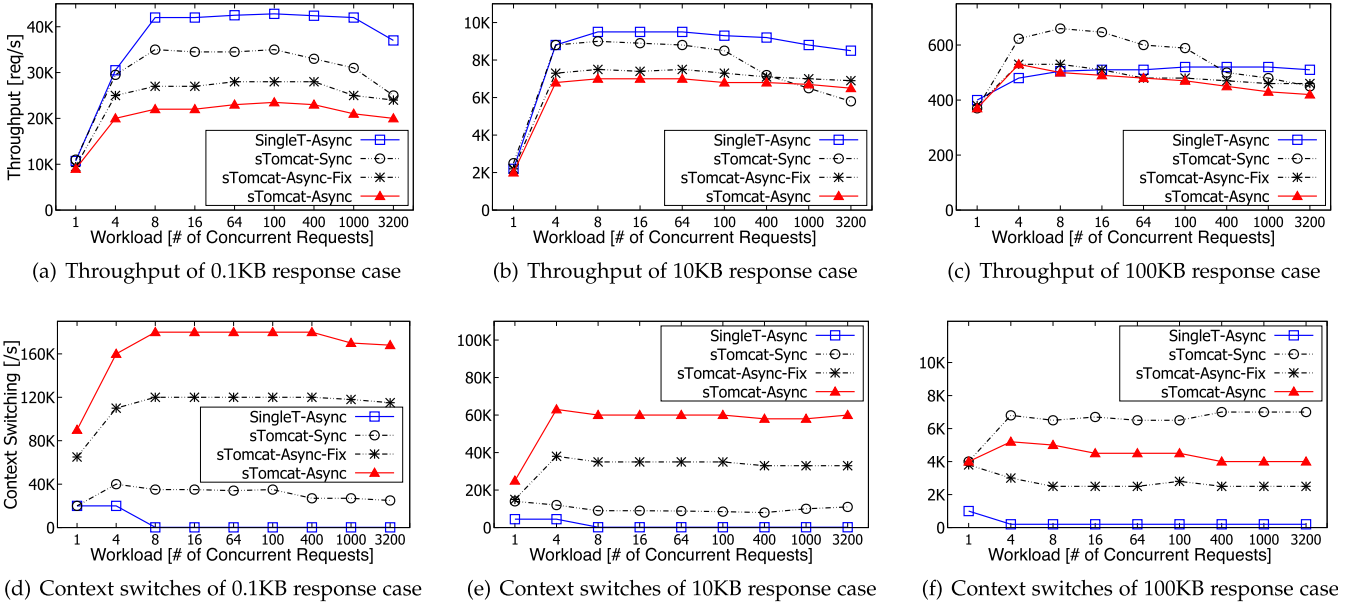 Throughput [req/s]
40K
30K
20K
10K
0
SingleT-Async
sTomcat-Sync
sTomcat-Async-Fix
sTomcat-Async
1 4 8 16 64 100 400 1000 3200
Workload [# of Concurrent Requests]
(a) Throughput of 0.1KB response case
10K
8K
6K
4K
2K
0
SingleT-Async
sTomcat-Sync
sTomcat-Async-Fix
sTomcat-Async
1 4 8 16 64 100 400 1000 3200
Workload [# of Concurrent Requests]
(b) Throughput of 10KB response case
600
400
200
0
SingleT-Async
sTomcat-Sync
sTomcat-Async-Fix
sTomcat-Async
1 4 8 16 64 100 400 1000 3200
Workload [# of Concurrent Requests]
(c) Throughput of 100KB response case
Context Switching [/s]
160K
120K
80K
40K
0
SingleT-Async
sTomcat-Sync
sTomcat-Async-Fix
sTomcat-Async
1 4 8 16 64 100 400 1000 3200
Workload [# of Concurrent Requests]
(d) Context switches of 0.1KB response case
100K
80K
60K
40K
20K
0
SingleT-Async
sTomcat-Sync
sTomcat-Async-Fix
sTomcat-Async
1 4 8 16 64 100 400 1000 3200
Workload [# of Concurrent Requests]
(e) Context switches of 10KB response case
10K
8K
6K
4K
2K
0
SingleT-Async
sTomcat-Sync
sTomcat-Async-Fix
sTomcat-Async
1 4 8 16 64 100 400 1000 3200
Workload [# of Concurrent Requests]
(f) Context switches of 100KB response case